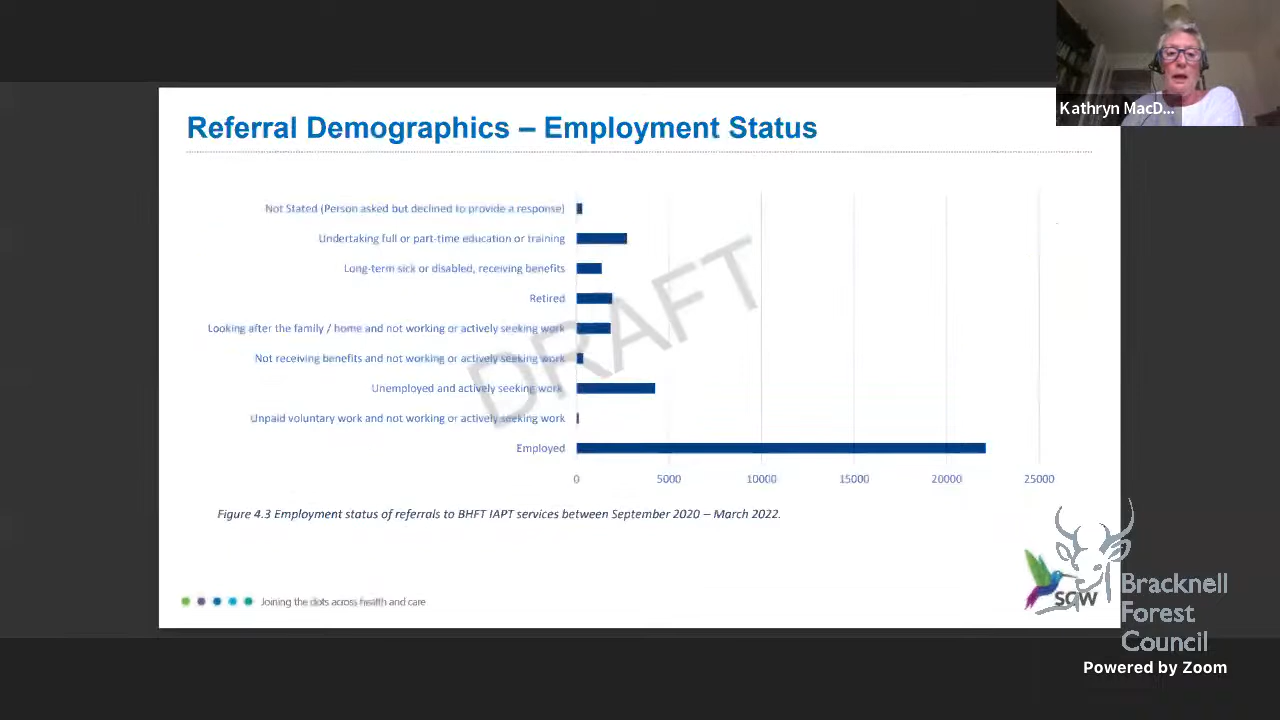 Kathryn MacD...
Referral Demographics – Employment Status
Not Stated (Person asked but declined to provide a response)
Undertaking full or part-time education or training
Long-term sick or disabled, receiving benefits
Retired
Looking after the family / home and not working or actively seeking work
Not receiving benefits and not working or actively seeking work
Unemployed and actively seeking work
Unpaid voluntary work and not working or actively seeking work
Employed
0 5000 10000 15000 20000 25000
DRAFT
Figure 4.3 Employment status of referrals to BHFT IAPT services between September 2020 – March 2022.
Joining the dots across health and care
SCW
Bracknell
Forest
Council
Powered by Zoom